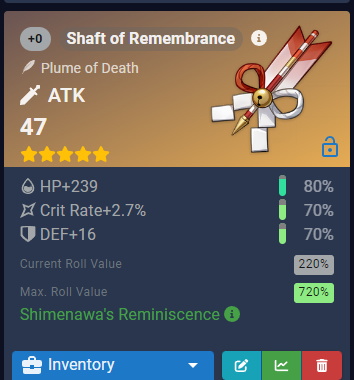 +0 Shaft of Remembrance
Plume of Death
ATK
47
HP+239 80%
Crit Rate+2.7% 70%
DEF+16 70%
Current Roll Value 220%
Max. Roll Value 720%
Shimenawa's Reminiscence
Inventory